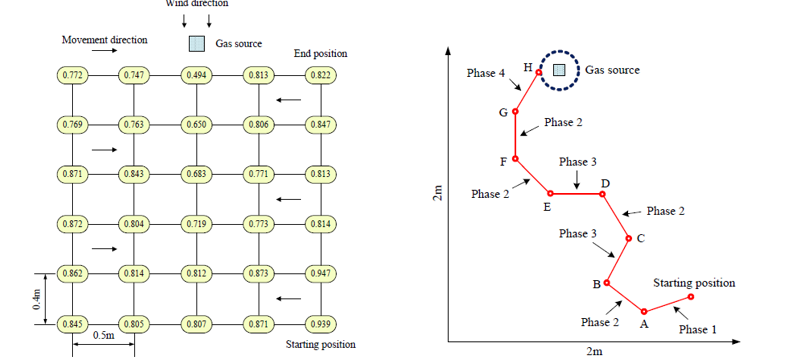 Wind direction
Movement direction
Gas source
End position
0.772 0.747 0.494 0.813 0.822
0.769 0.763 0.650 0.806 0.847
0.871 0.843 0.683 0.771 0.813
0.872 0.804 0.719 0.773 0.814
0.862 0.814 0.812 0.873 0.947
0.4m
0.845 0.805 0.807 0.871 0.939
0.5m
Starting position
H
Gas source
Phase 4
G
Phase 2
F
Phase 3
D
Phase 2
E
Phase 2
2m
Phase 3
C
B
Starting position
Phase 2
A
Phase 1
2m